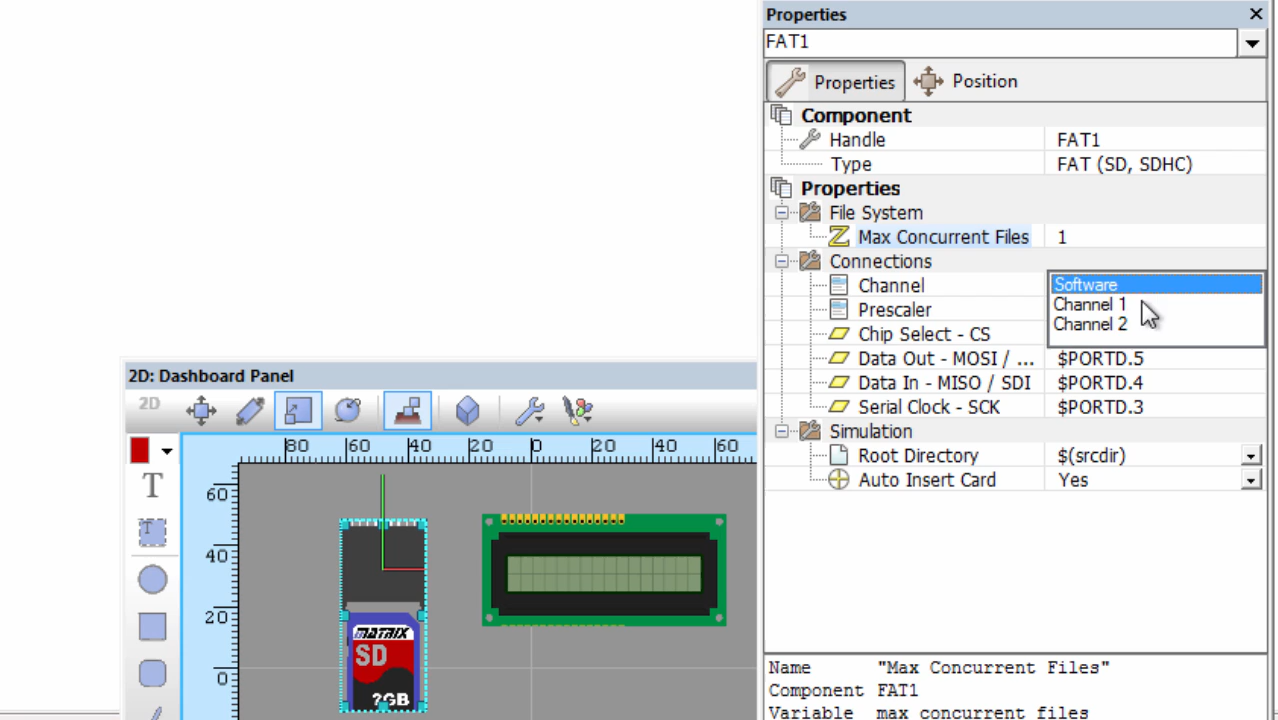 Properties
FAT1
Properties Position
Component
Handle FAT1
Type FAT (SD, SDHC)
Properties
File System
Max Concurrent Files 1
Connections
Channel Software
Channel 1
Prescaler
Channel 2
Chip Select - CS
Data Out - MOSI / ... $PORTD.5
Data In - MISO / SDI $PORTD.4
Serial Clock - SCK $PORTD.3
Simulation
Root Directory $(srcdir)
Auto Insert Card Yes
2D: Dashboard Panel
2D
80 60 40 20 0 20 40 60
T
T
60
40
20
0
MATRIX
SD
?GB
Name "Max Concurrent Files"
Component FAT1
Variable max concurrent files